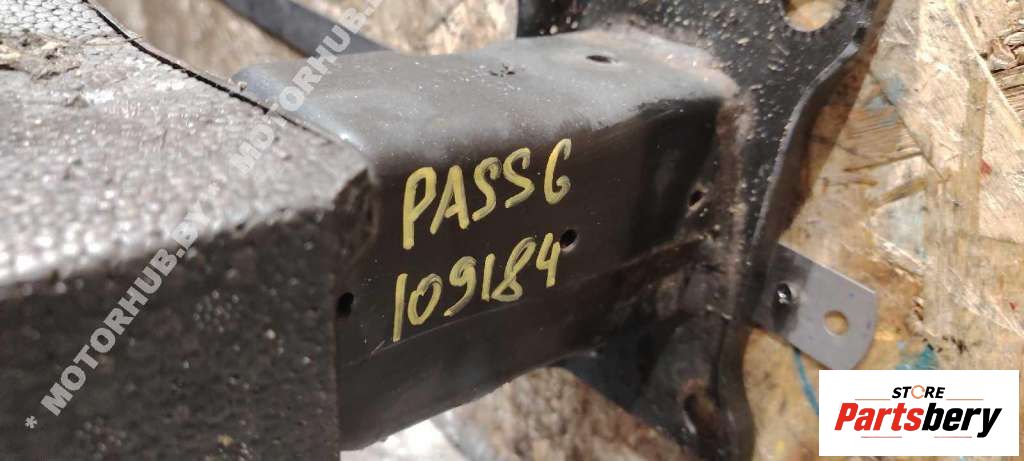 * MOTORHUB.BY * MOTORHUB.BY
PASS6
109184
STORE
Partsbery